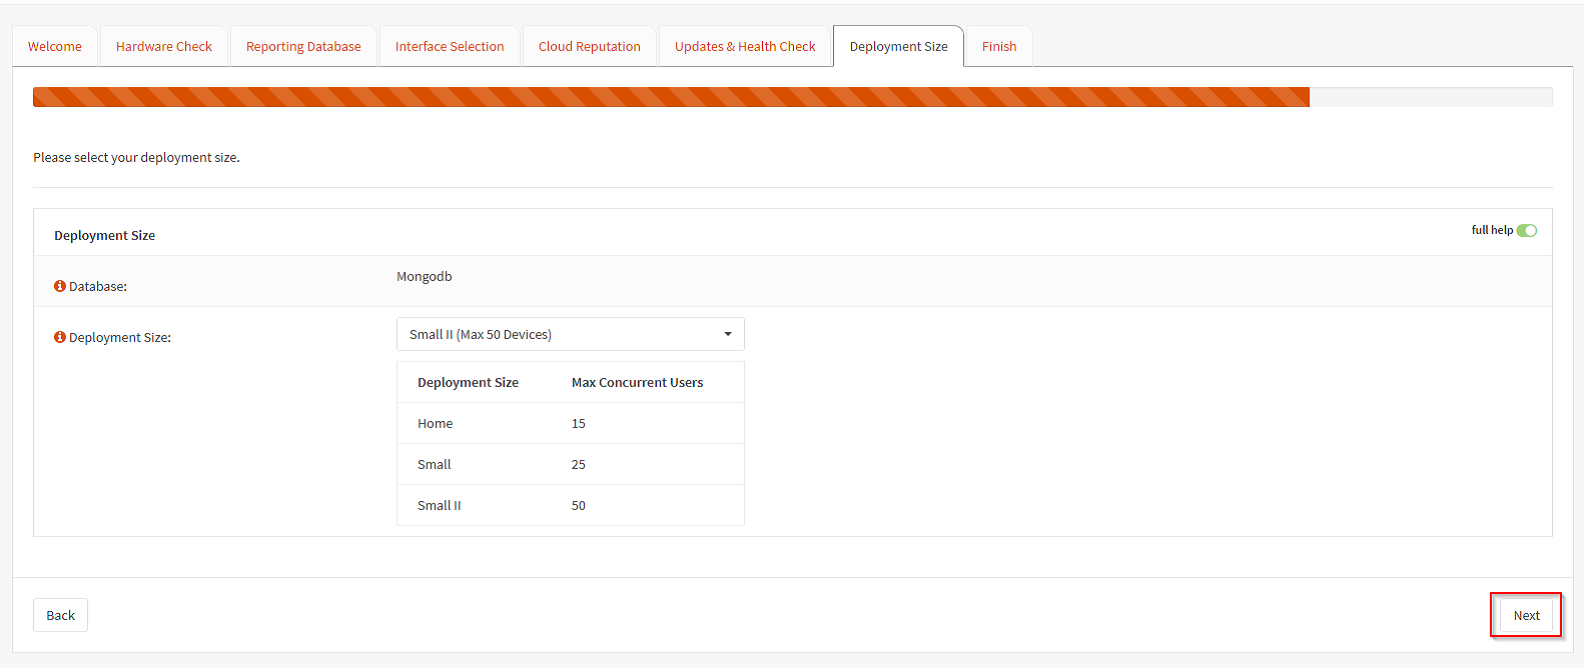 Welcome Hardware Check Reporting Database Interface Selection Cloud Reputation Updates & Health Check Deployment Size Finish
Please select your deployment size.
Deployment Size full help
Database: Mongodb
Deployment Size: Small II (Max 50 Devices)
Deployment Size Max Concurrent Users
Home 15
Small 25
Small II 50
Back Next